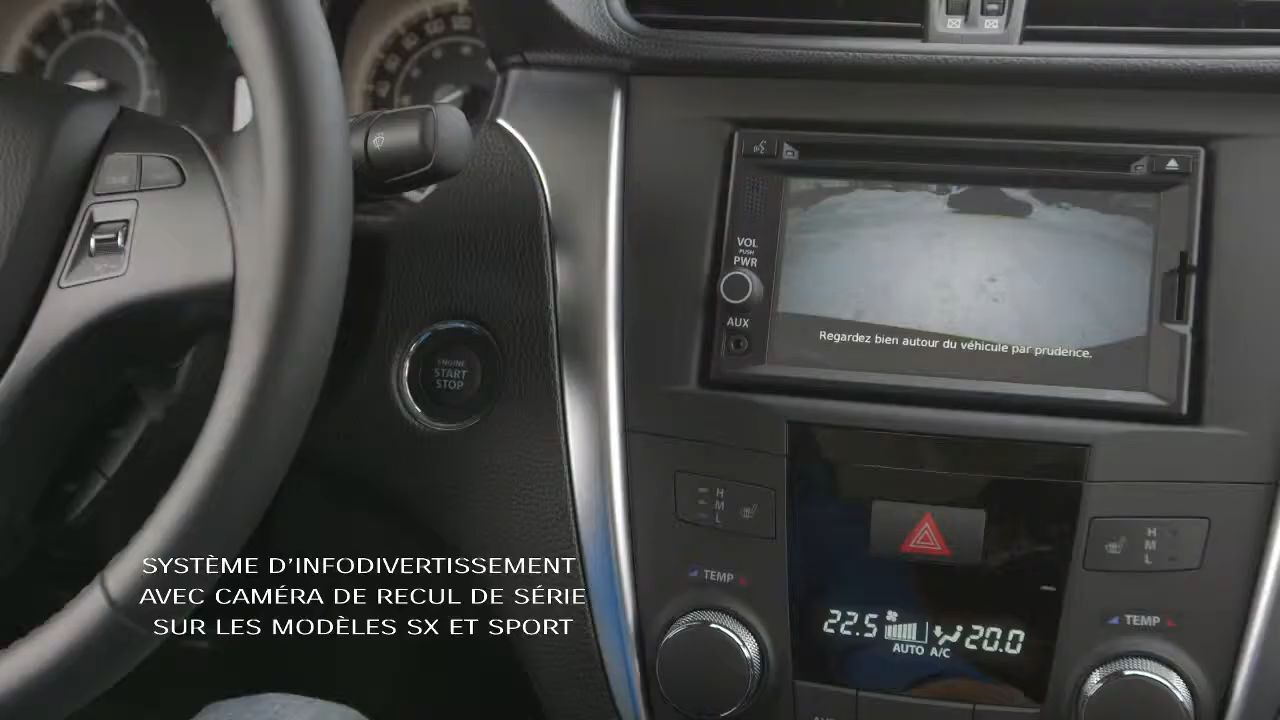 VOL
PUSH
PWR
AUX
Regardez bien autour du véhicule par prudence.
ENGINE
START
STOP
H
M
L
H
M
L
TEMP
TEMP
22.5
20.0
AUTO A/C
SYSTÈME D’INFODIVERTISSEMENT
AVEC CAMÉRA DE RECUL DE SÉRIE
SUR LES MODÈLES SX ET SPORT